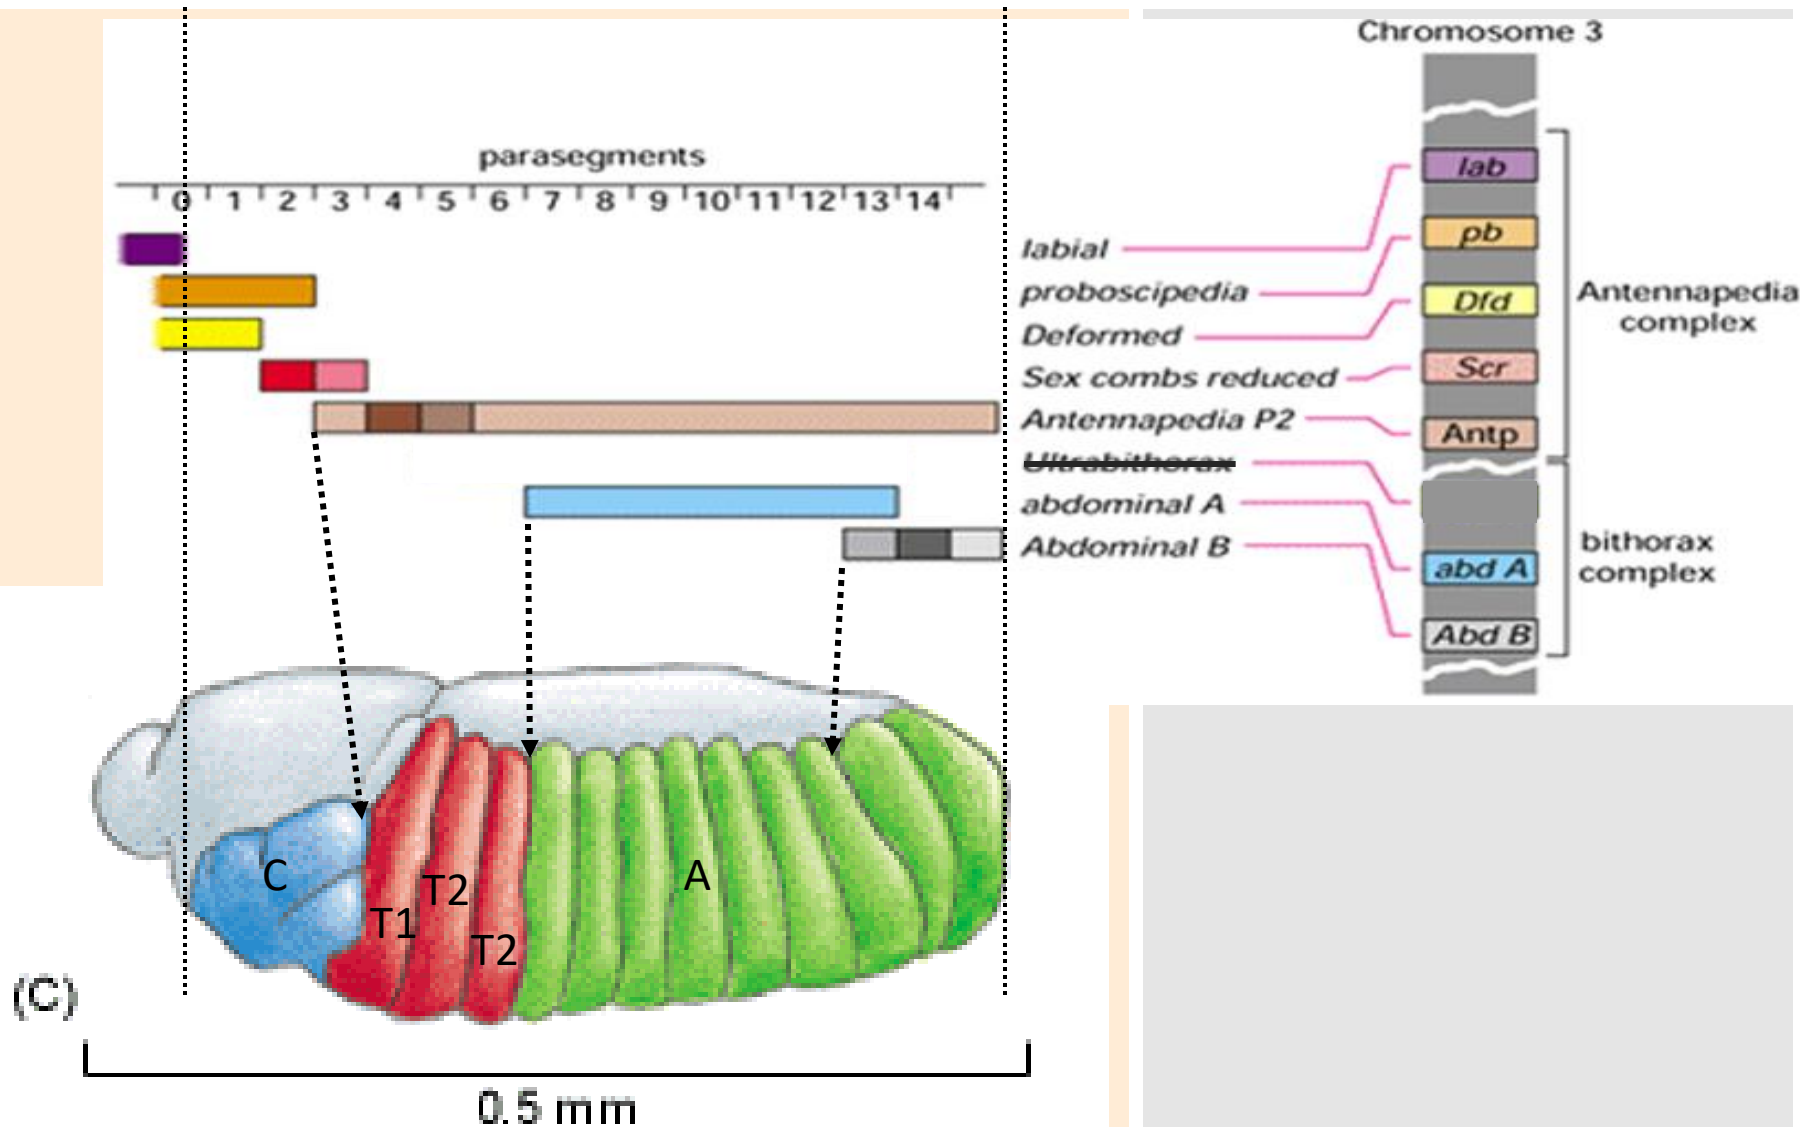 Chromosome 3
parasegments
0 1 2 3 4 5 6 7 8 9 10 11 12 13 14
labial
proboscipedia
Deformed
Sex combs reduced
Antennapedia P2
Ultrabithorax
abdominal A
Abdominal B
lab
pb
Dfd
Scr
Antp
abd A
Abd B
Antennapedia
complex
bithorax
complex
C
T1
T2
T2
A
(C)
0.5 mm